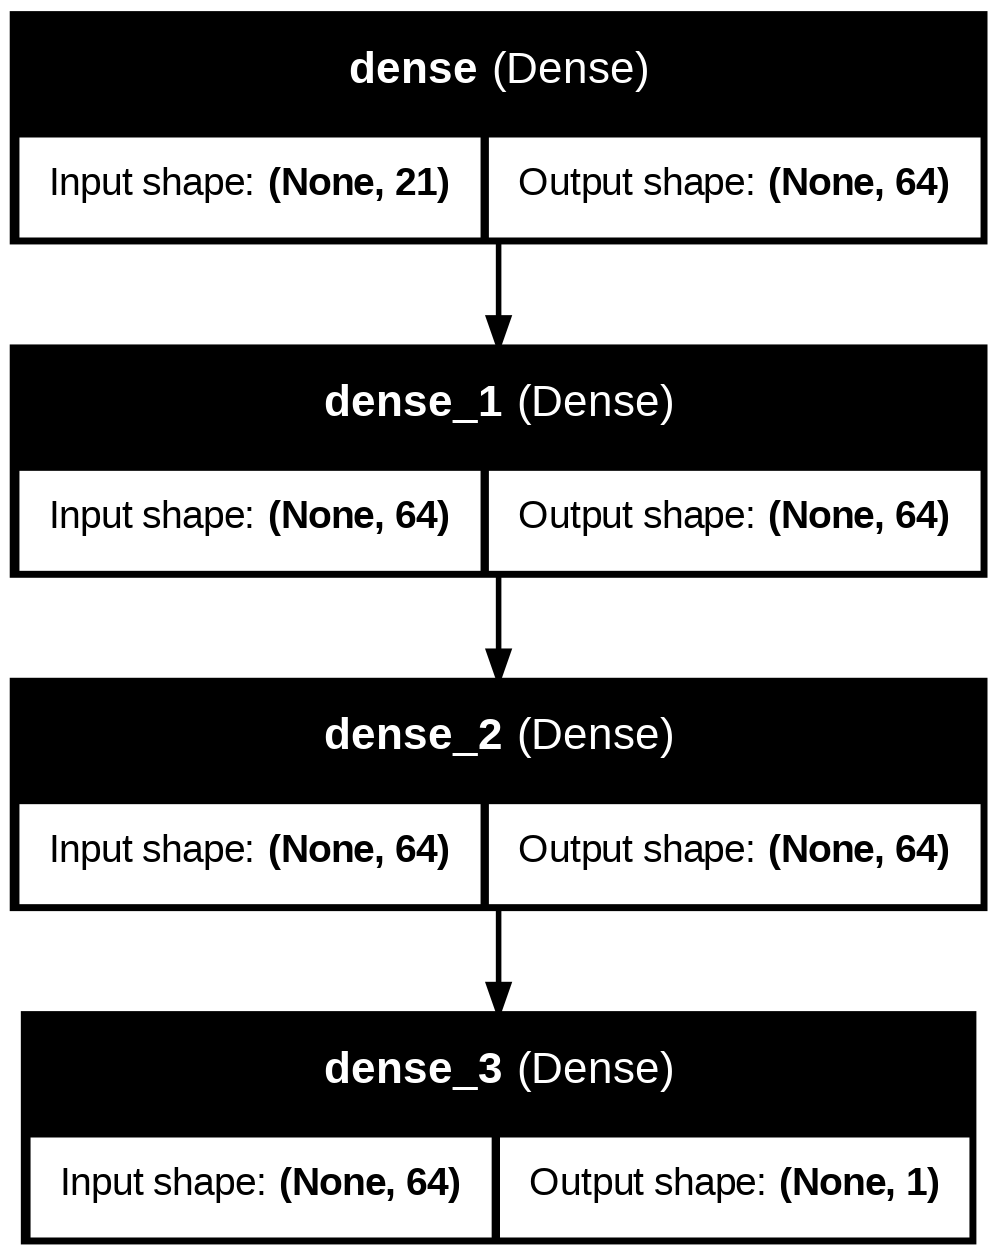 dense (Dense)
Input shape: (None, 21) Output shape: (None, 64)
dense_1 (Dense)
Input shape: (None, 64) Output shape: (None, 64)
dense_2 (Dense)
Input shape: (None, 64) Output shape: (None, 64)
dense_3 (Dense)
Input shape: (None, 64) Output shape: (None, 1)